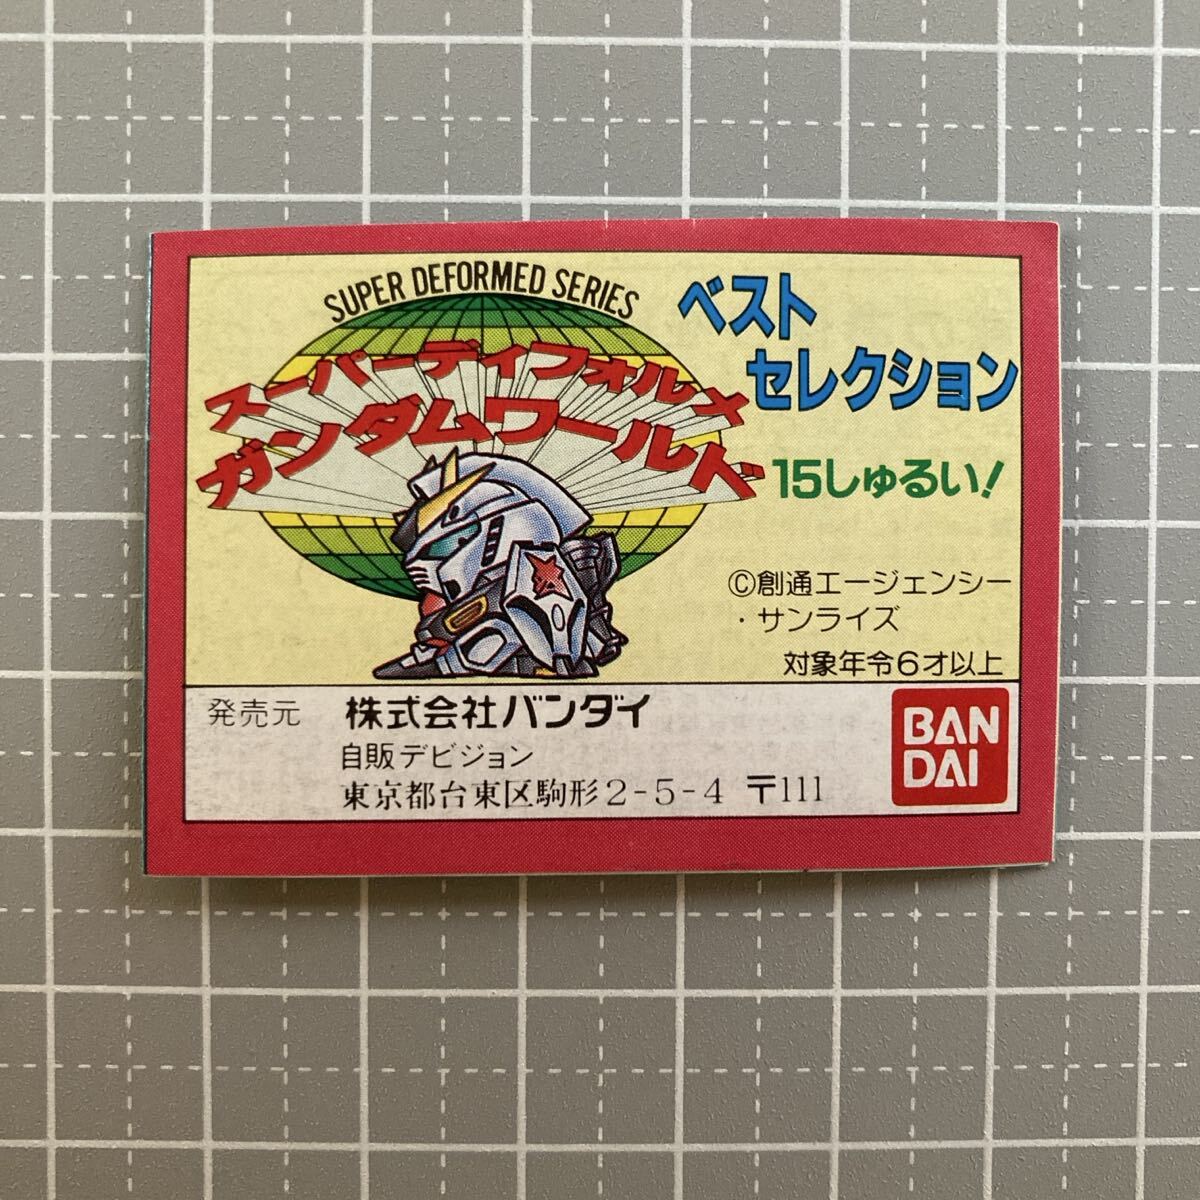 SUPER DEFORMED SERIES
スーパーディフォルメ
ガンダムワールド
ベスト
セレクション
15しゅるい!
©創通エージェンシー
・サンライズ
対象年令6才以上
発売元 株式会社バンダイ
自販デビジョン
東京都台東区駒形2-5-4 〒111
BAN
DAI